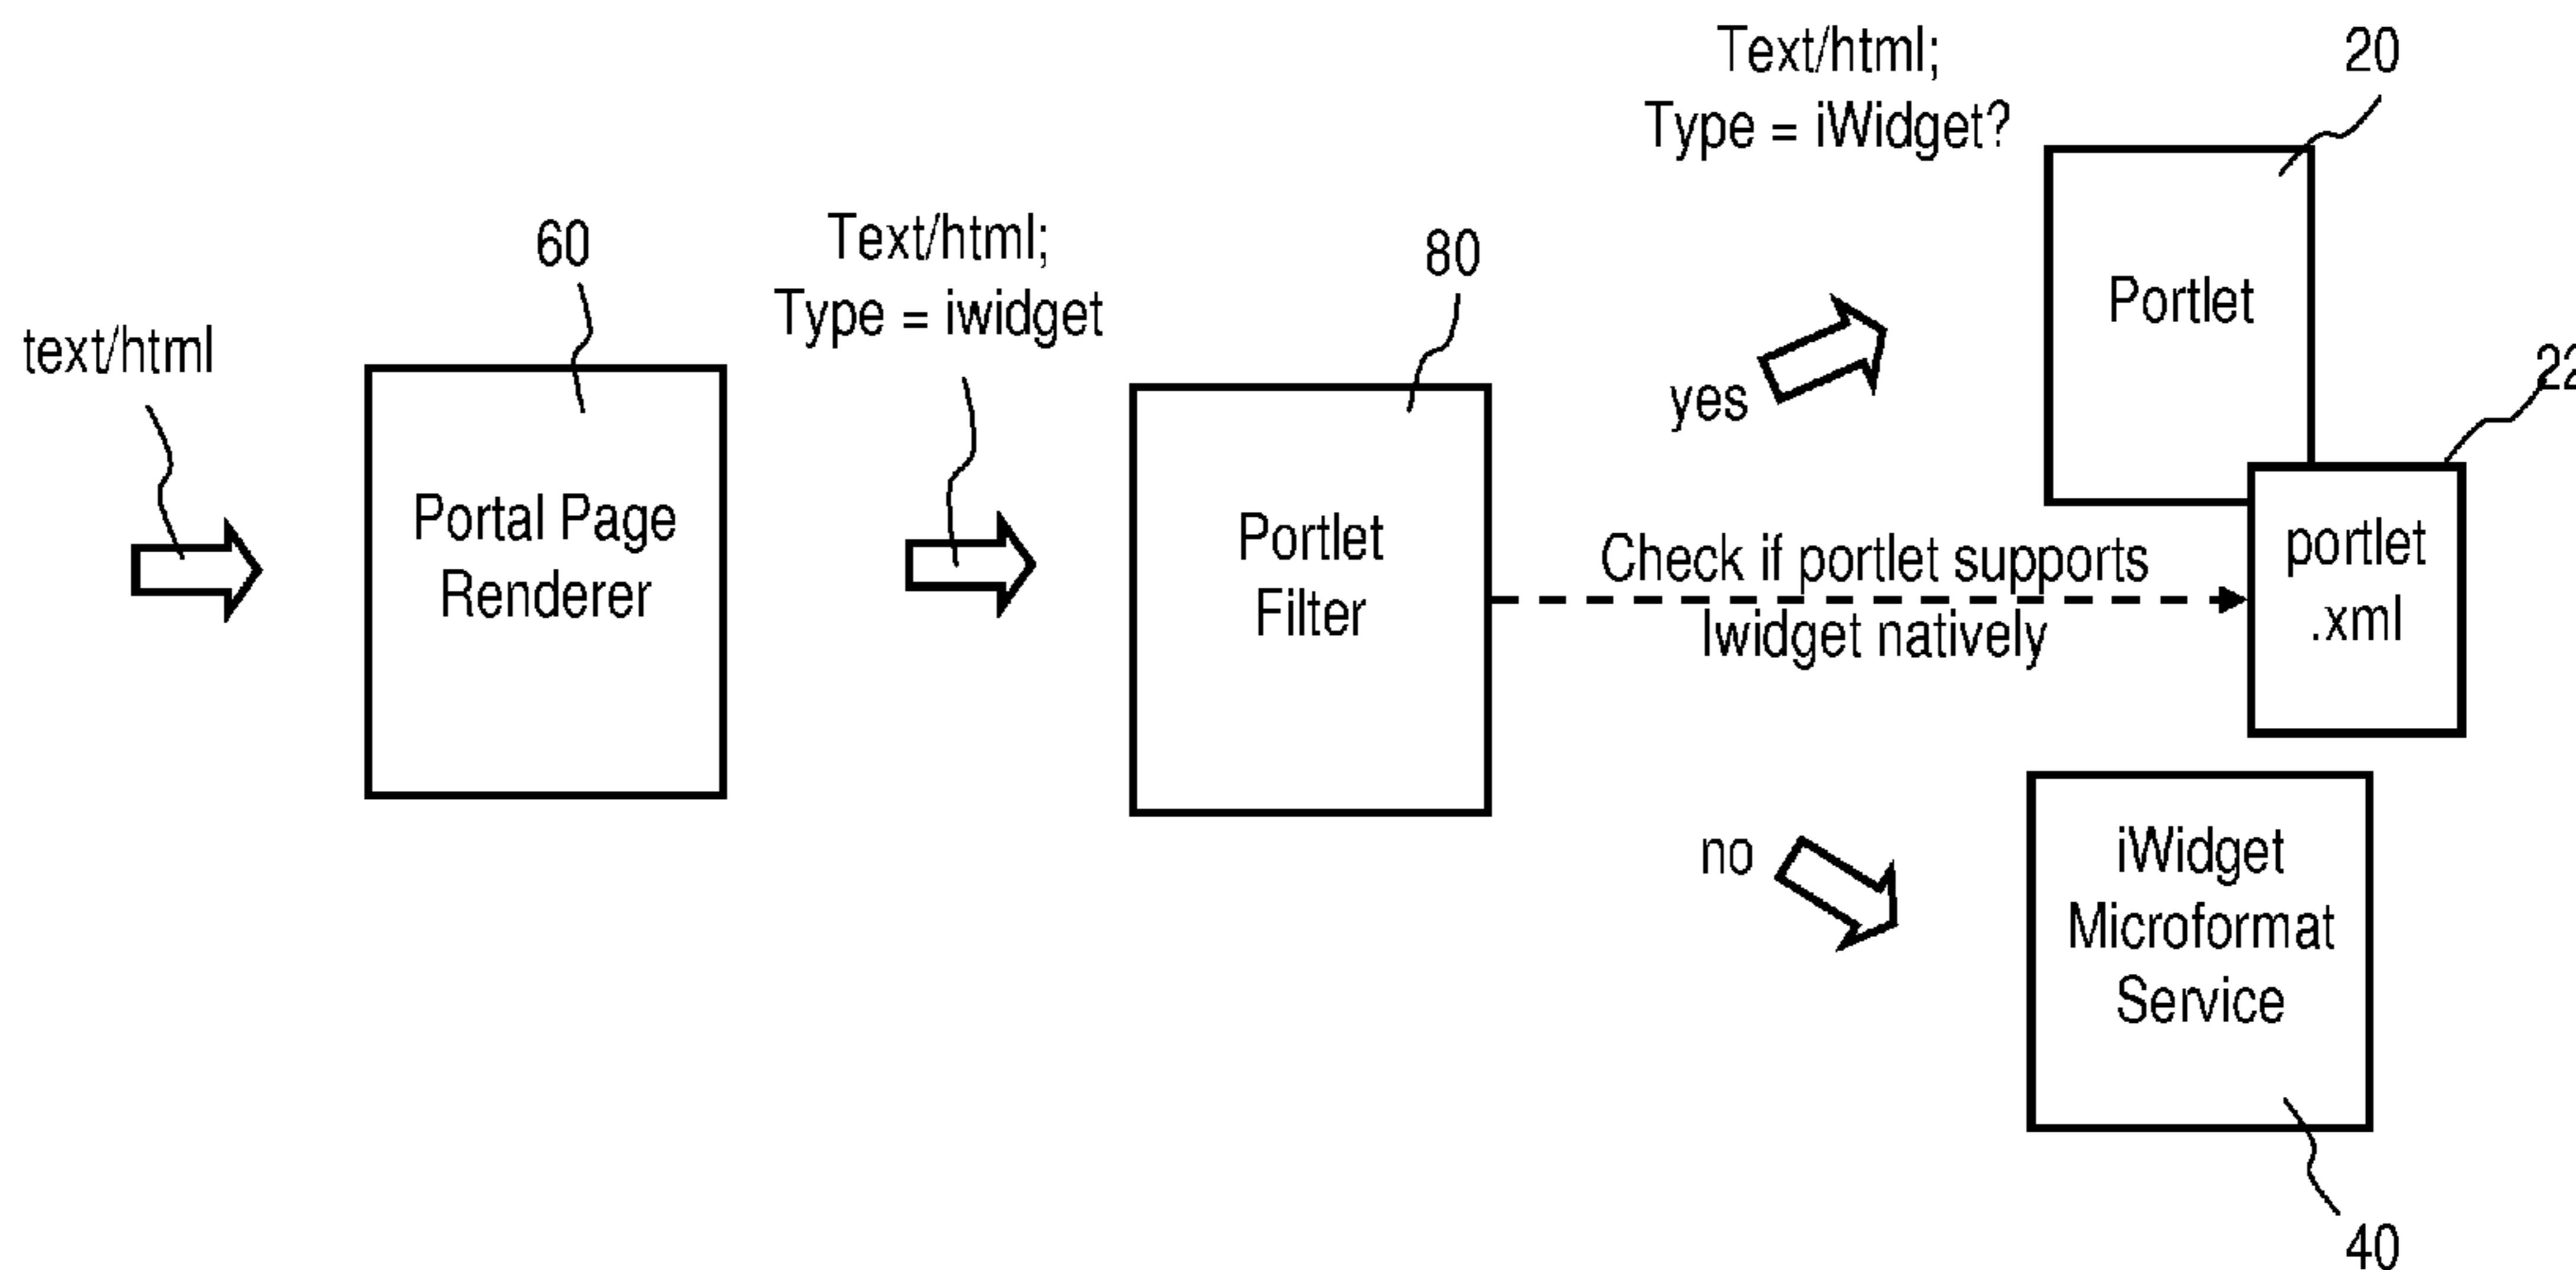 text/html
60
Portal Page
Renderer
Text/html;
Type = iwidget
80
Portlet
Filter
Text/html;
Type = iWidget?
20
yes
Portlet
22
Check if portlet supports
Iwidget natively
portlet
.xml
no
iWidget
Microformat
Service
40